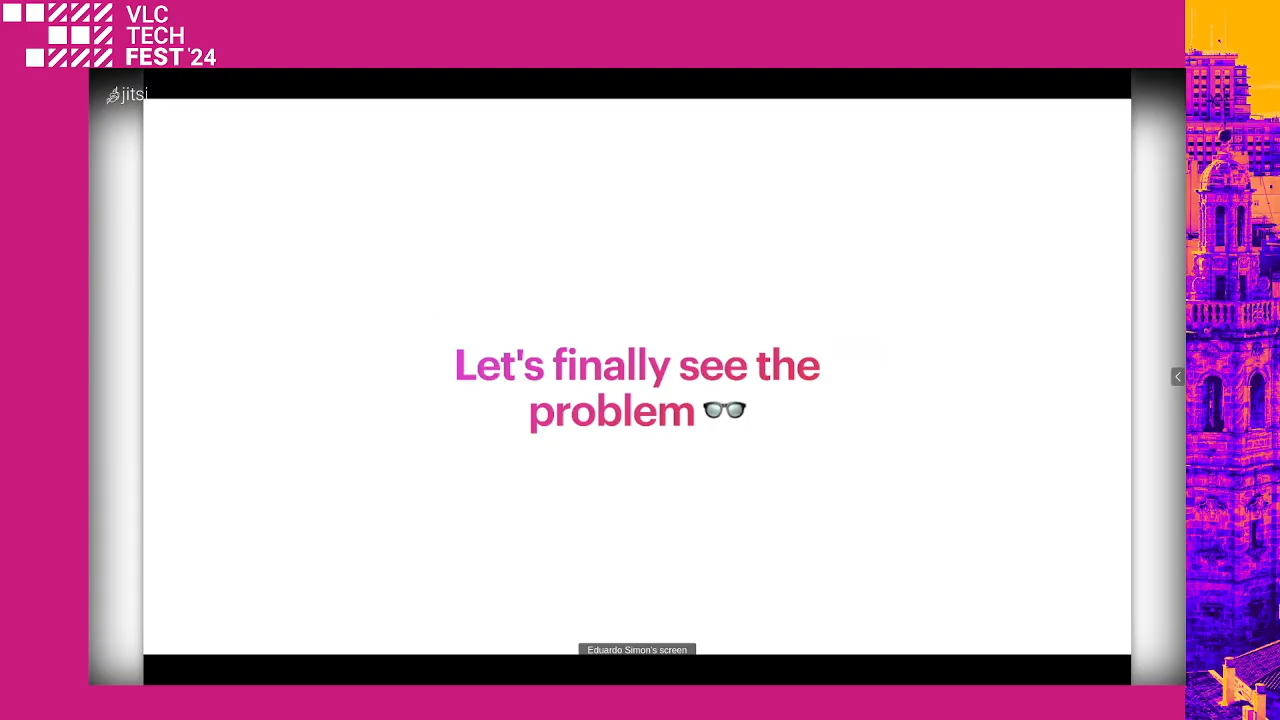 VLC
TECH
FEST '24
jitsi
Let's finally see the
problem 🕶️
Eduardo Simon's screen